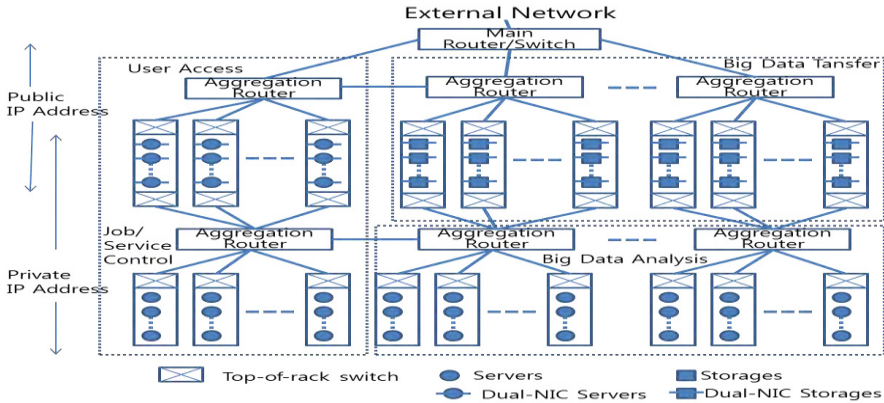 External Network
Main
Router/Switch
User Access
Big Data Tansfer
Aggregation
Router
Aggregation
Router
Aggregation
Router
Public
IP Address
Job/
Service
Control
Aggregation
Router
Aggregation
Router
Aggregation
Router
Big Data Analysis
Private
IP Address
Top-of-rack switch
Servers
Storages
Dual-NIC Servers
Dual-NIC Storages